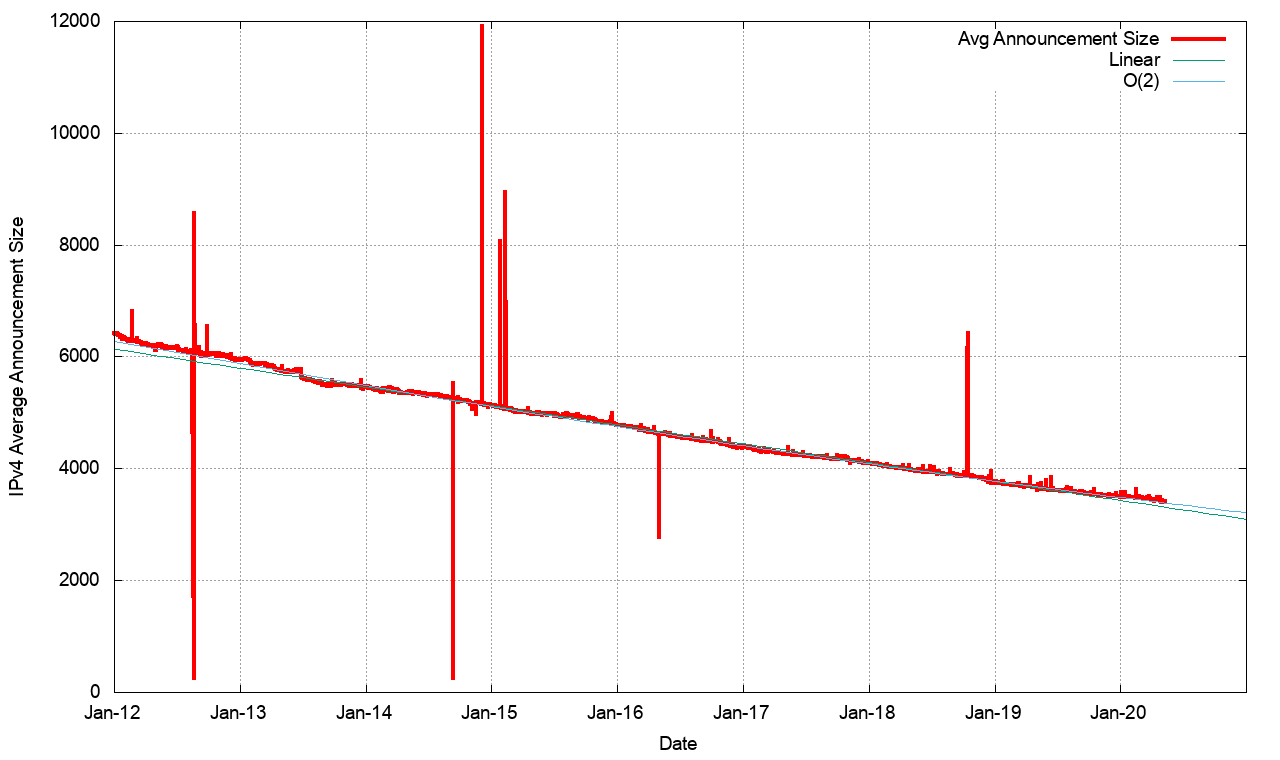 12000
10000
8000
6000
4000
2000
0
IPv4 Average Announcement Size
Avg Announcement Size
Linear
O(2)
Jan-12 Jan-13 Jan-14 Jan-15 Jan-16 Jan-17 Jan-18 Jan-19 Jan-20
Date